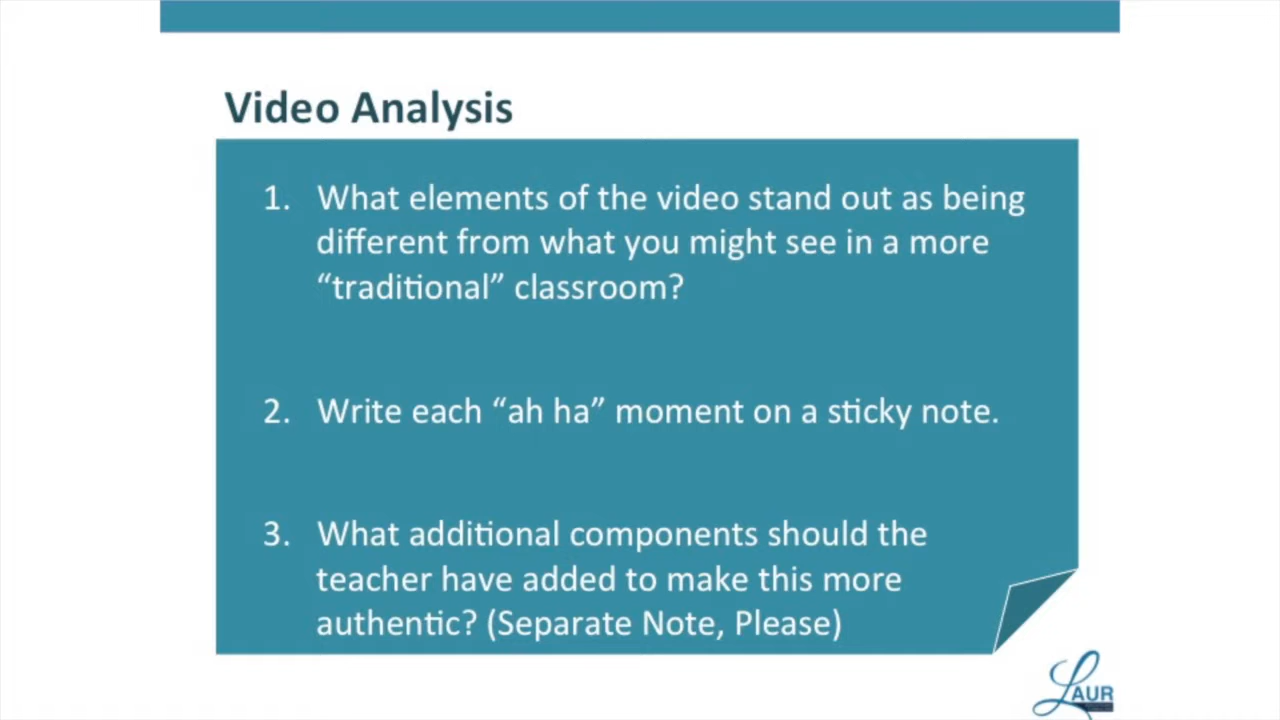 Video Analysis
1. What elements of the video stand out as being
different from what you might see in a more
“traditional” classroom?
2. Write each “ah ha” moment on a sticky note.
3. What additional components should the
teacher have added to make this more
authentic? (Separate Note, Please)
LAUR